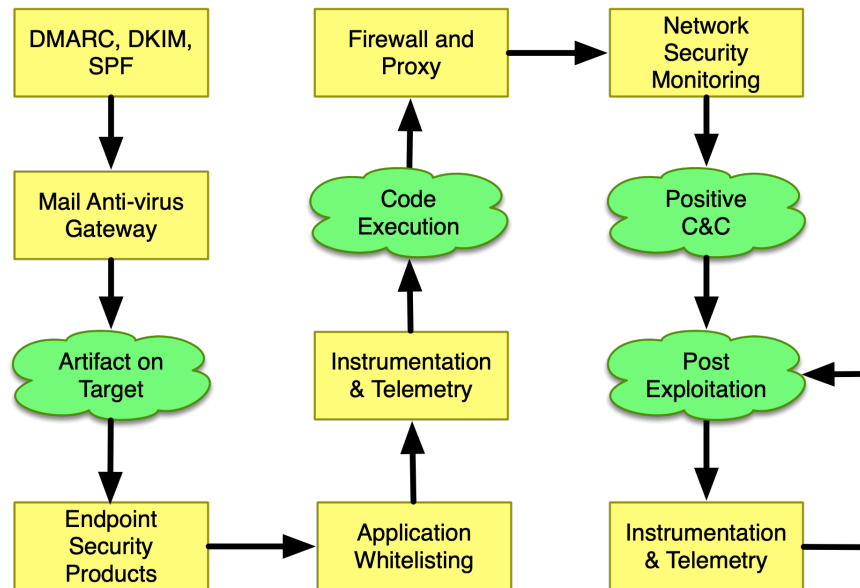 DMARC, DKIM,
SPF
Mail Anti-virus
Gateway
Artifact on
Target
Endpoint
Security
Products
Application
Whitelisting
Instrumentation
& Telemetry
Code
Execution
Firewall and
Proxy
Network
Security
Monitoring
Positive
C&C
Post
Exploitation
Instrumentation
& Telemetry